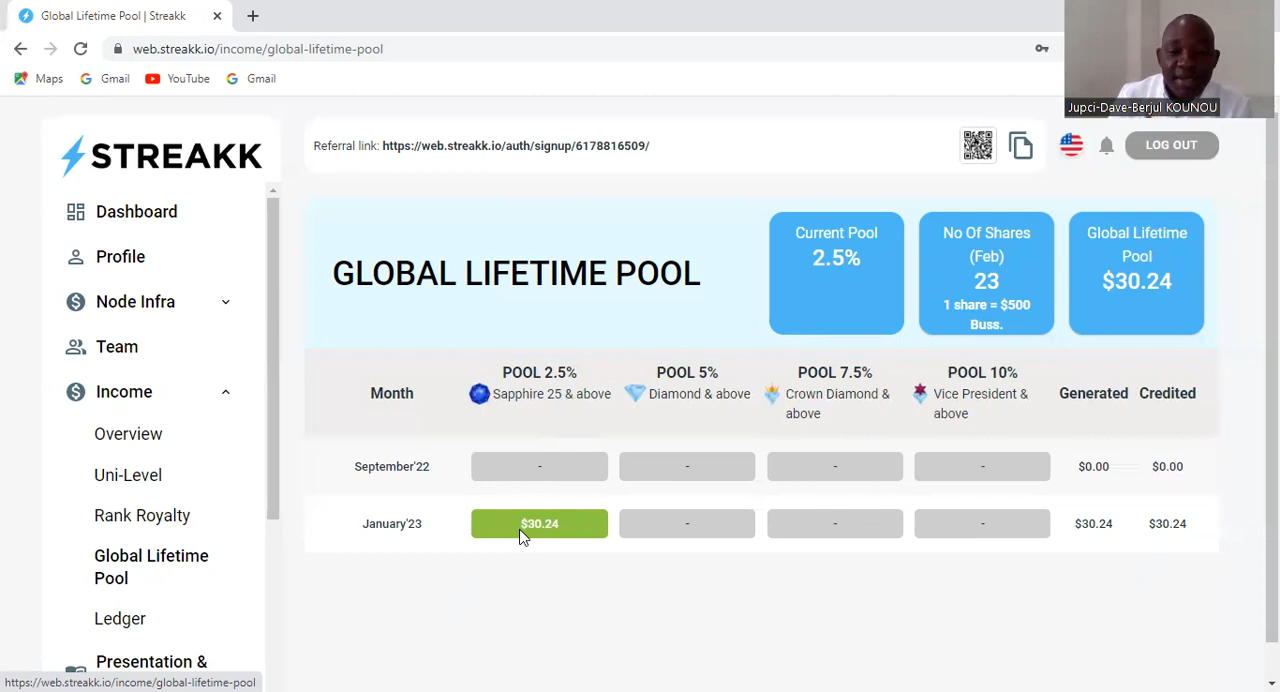 Global Lifetime Pool | Streakk
web.streakk.io/income/global-lifetime-pool
Maps
Gmail
YouTube
Gmail
Jupci-Dave-Berjul KOUNOU
STREAKK
Referral link: https://web.streakk.io/auth/signup/6178816509/
LOG OUT
Dashboard
Profile
Node Infra
Team
Income
Overview
Uni-Level
Rank Royalty
Global Lifetime
Pool
Ledger
Presentation &
GLOBAL LIFETIME POOL
Current Pool
2.5%
No Of Shares
(Feb)
23
1 share = $500
Buss.
Global Lifetime
Pool
$30.24
Month
POOL 2.5%
Sapphire 25 & above
POOL 5%
Diamond & above
POOL 7.5%
Crown Diamond &
above
POOL 10%
Vice President &
above
Generated
Credited
September'22 - - - - $0.00 $0.00
January'23 $30.24 - - - $30.24 $30.24
https://web.streakk.io/income/global-lifetime-pool